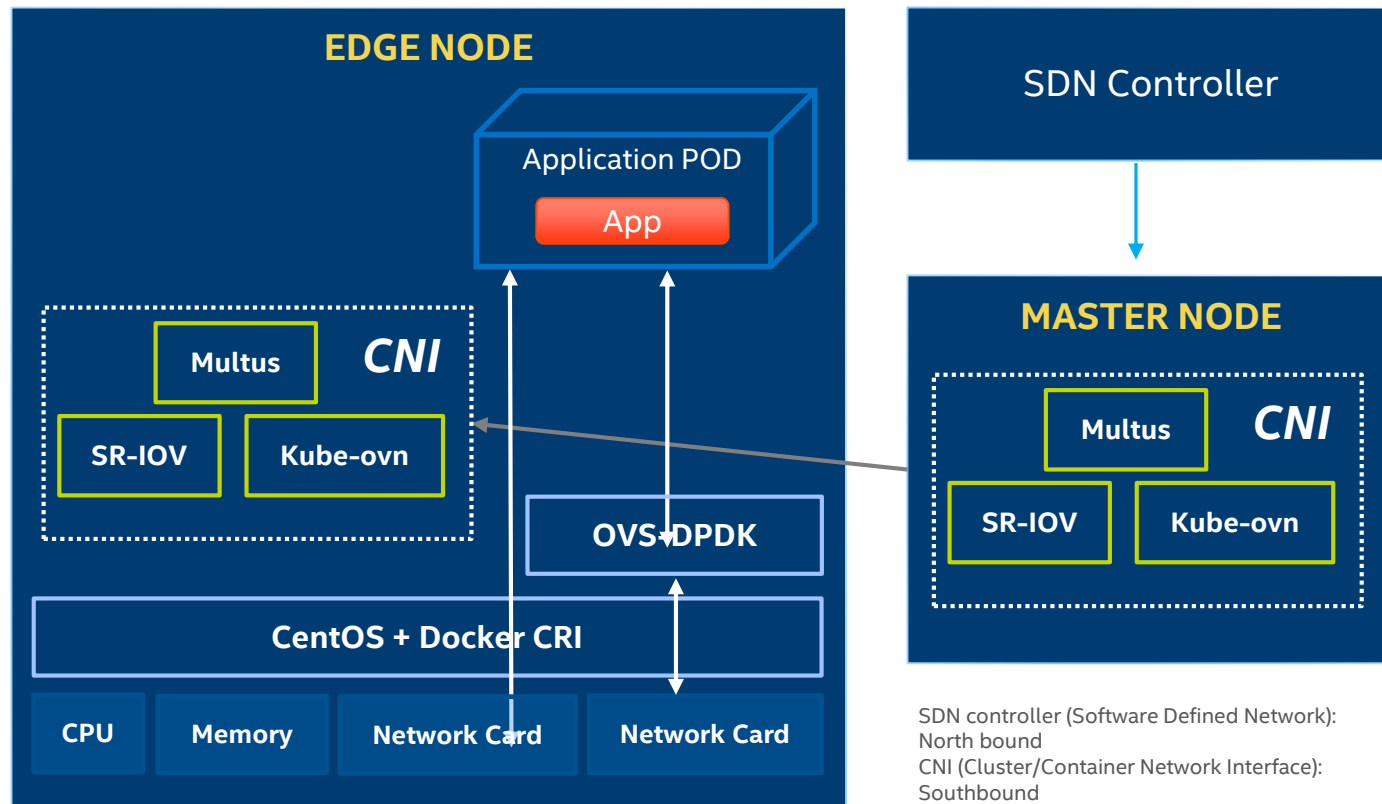 EDGE NODE
Application POD
App
Multus
CNI
SR-IOV
Kube-ovn
OVS-DPDK
CentOS + Docker CRI
CPU
Memory
Network Card
Network Card
SDN Controller
MASTER NODE
Multus
CNI
SR-IOV
Kube-ovn
SDN controller (Software Defined Network):
North bound
CNI (Cluster/Container Network Interface):
Southbound